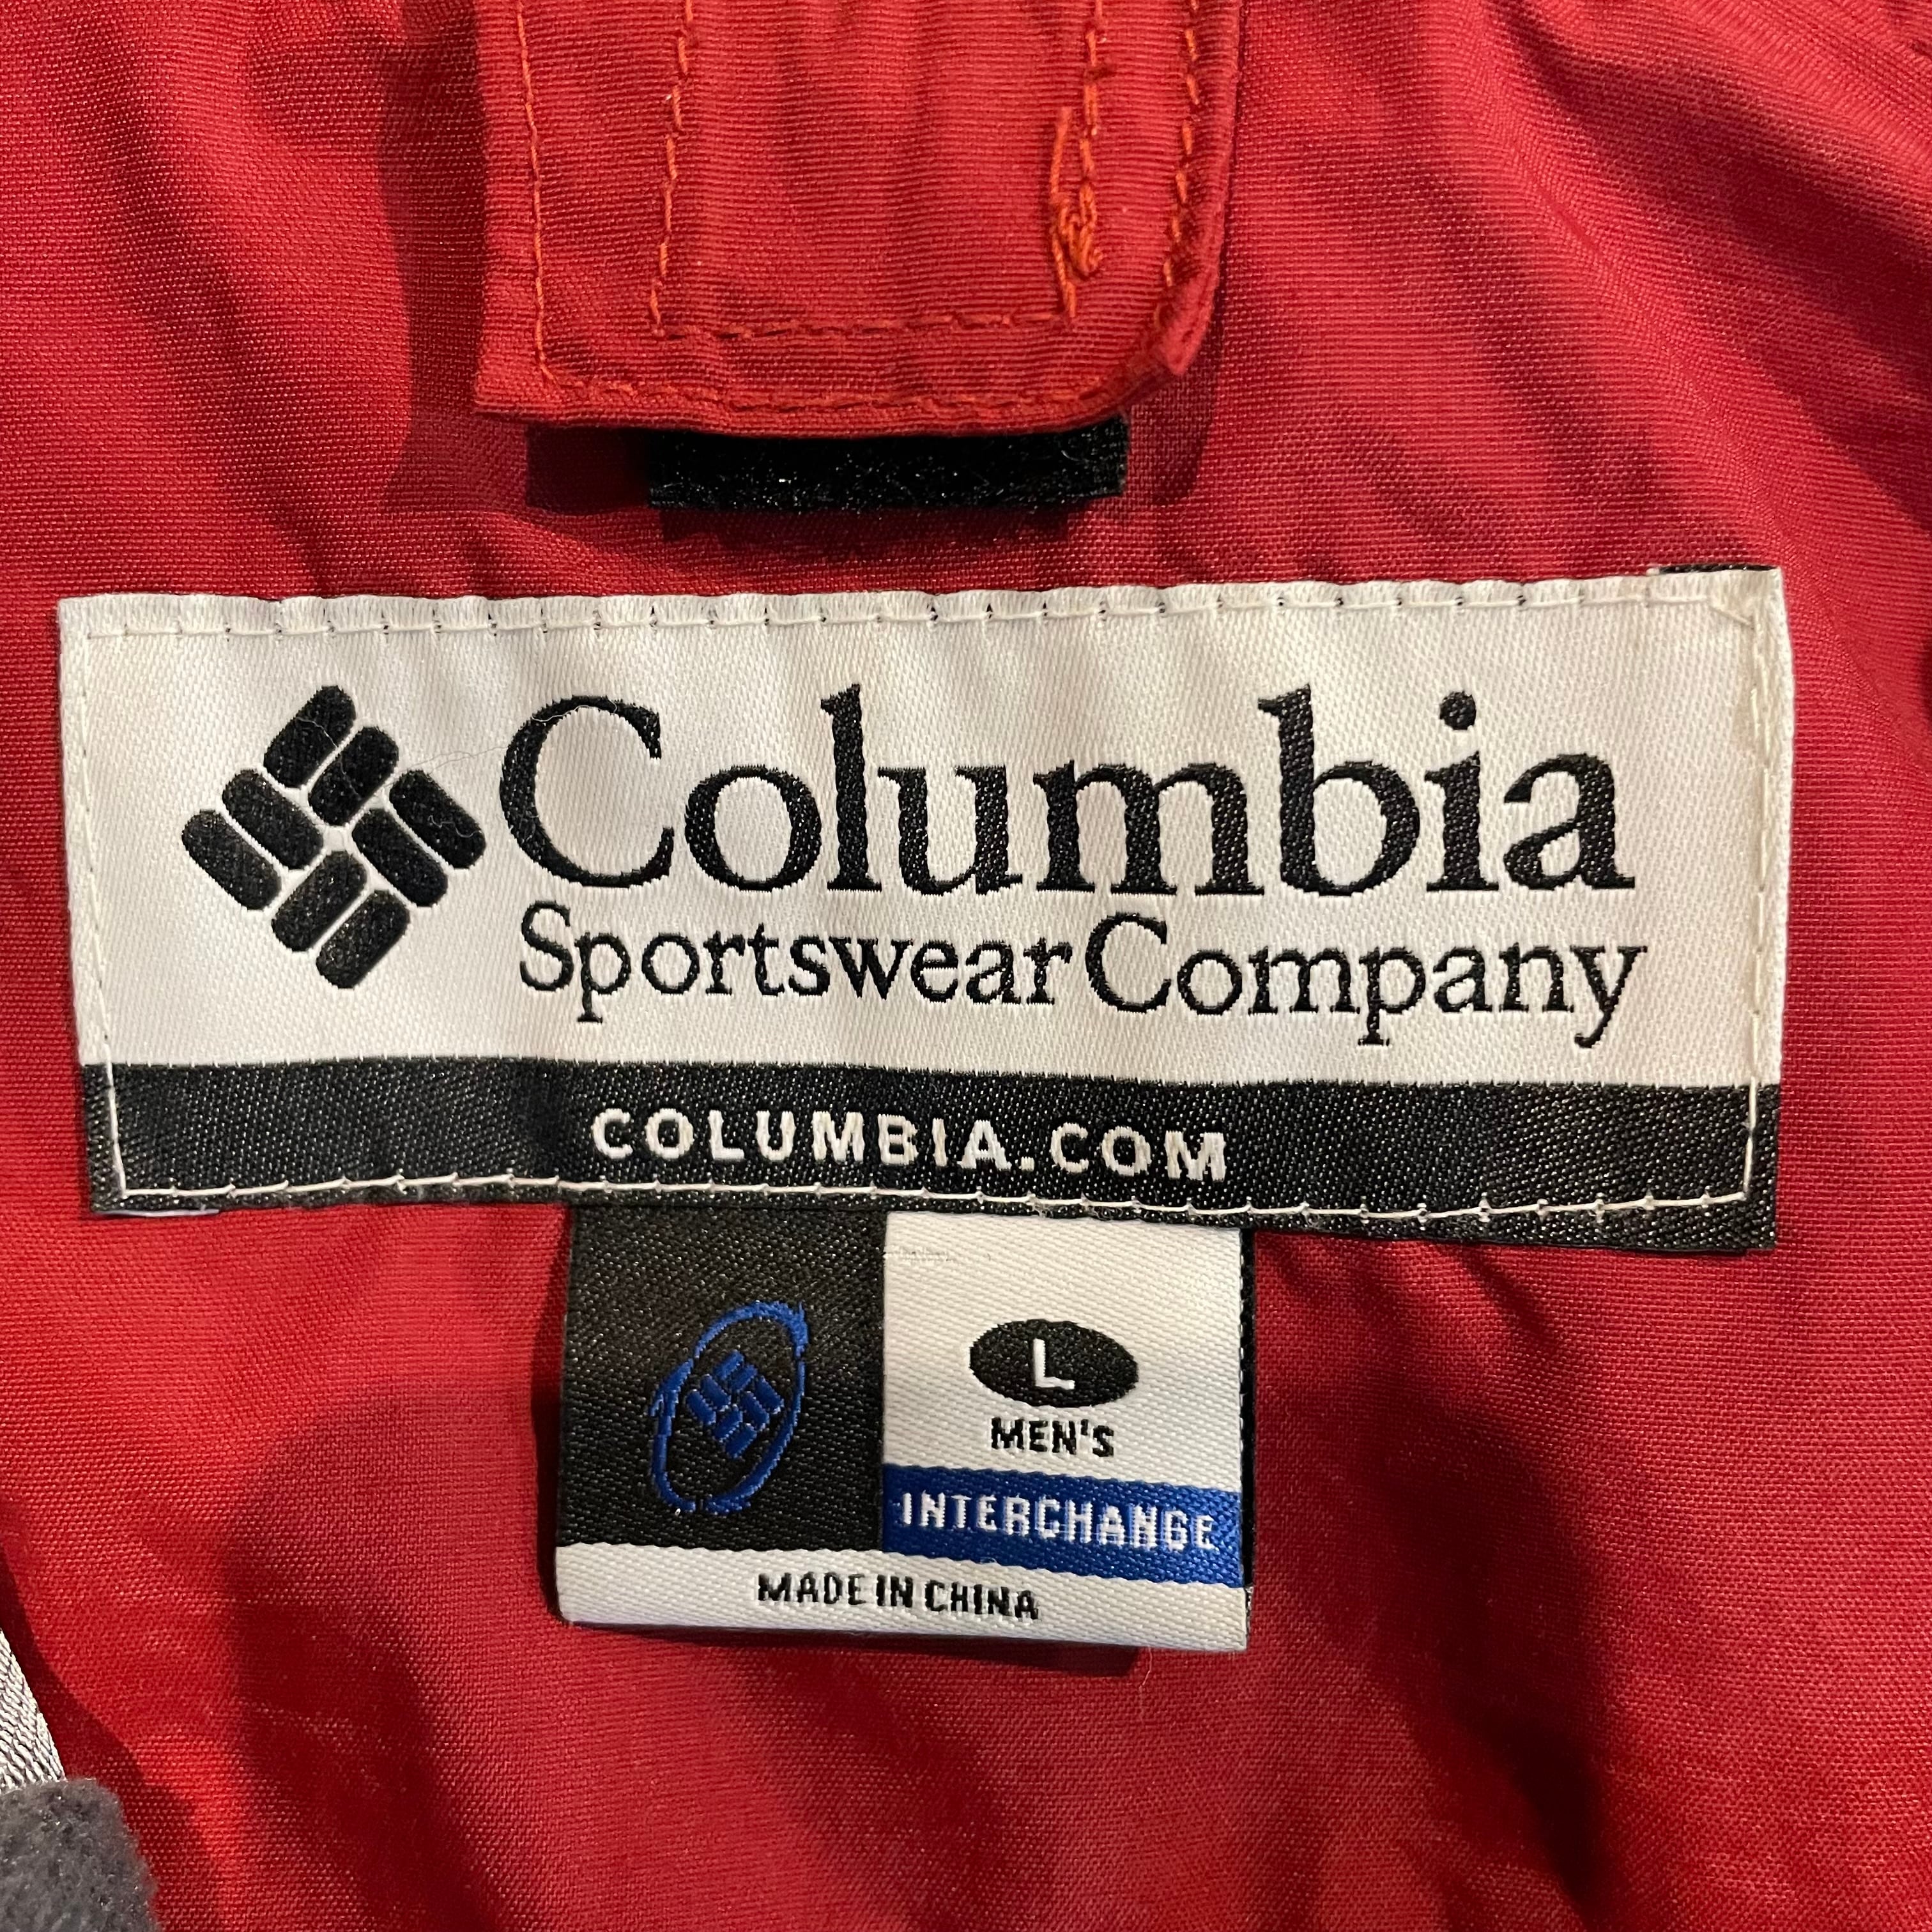 Columbia
Sportswear Company
COLUMBIA.COM
L
MEN'S
INTERCHANGE
MADE IN CHINA